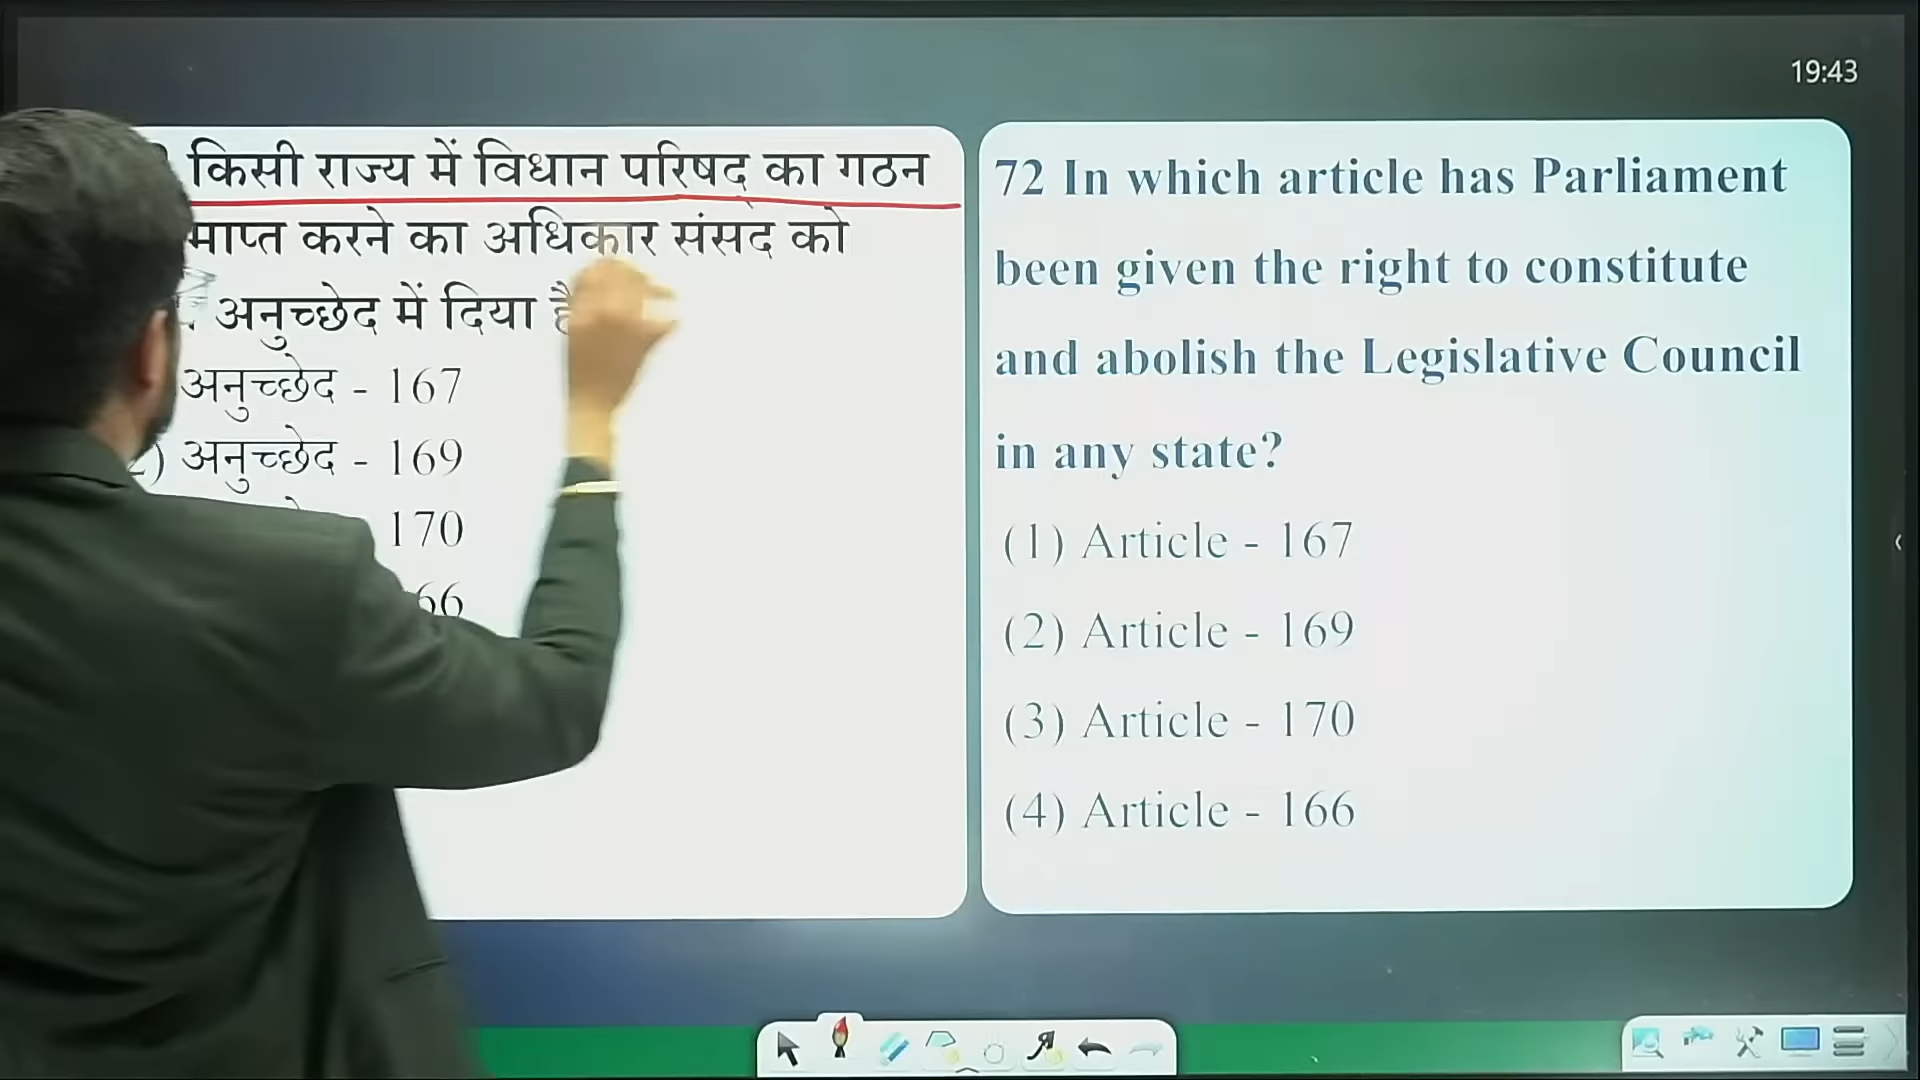 19:43
किसी राज्य में विधान परिषद का गठन
माप्त करने का अधिकार संसद को
अनुच्छेद में दिया है
अनुच्छेद - 167
2) अनुच्छेद - 169
170
66
72 In which article has Parliament
been given the right to constitute
and abolish the Legislative Council
in any state?
(1) Article - 167
(2) Article - 169
(3) Article - 170
(4) Article - 166